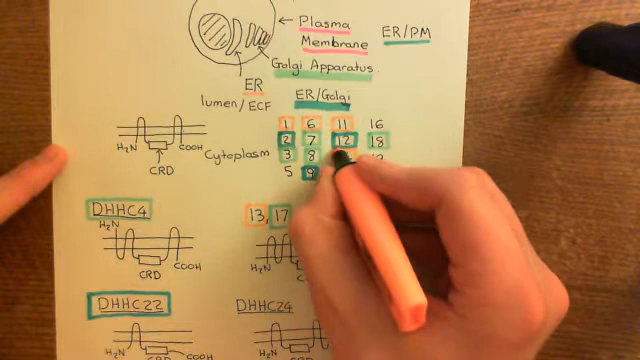 Plasma
Membrane
ER/PM
Golgi Apparatus.
ER
lumen/ECF
ER/Golgi
1 6 11 16
2 7 12 18
3 8
5 9
H₂N COOH
Cytoplasm
CRD
DHHC4
H₂N
COOH
CRD
13, 17
DHHC22
H₂N
COOH
CRD
DHHC24
H₂N